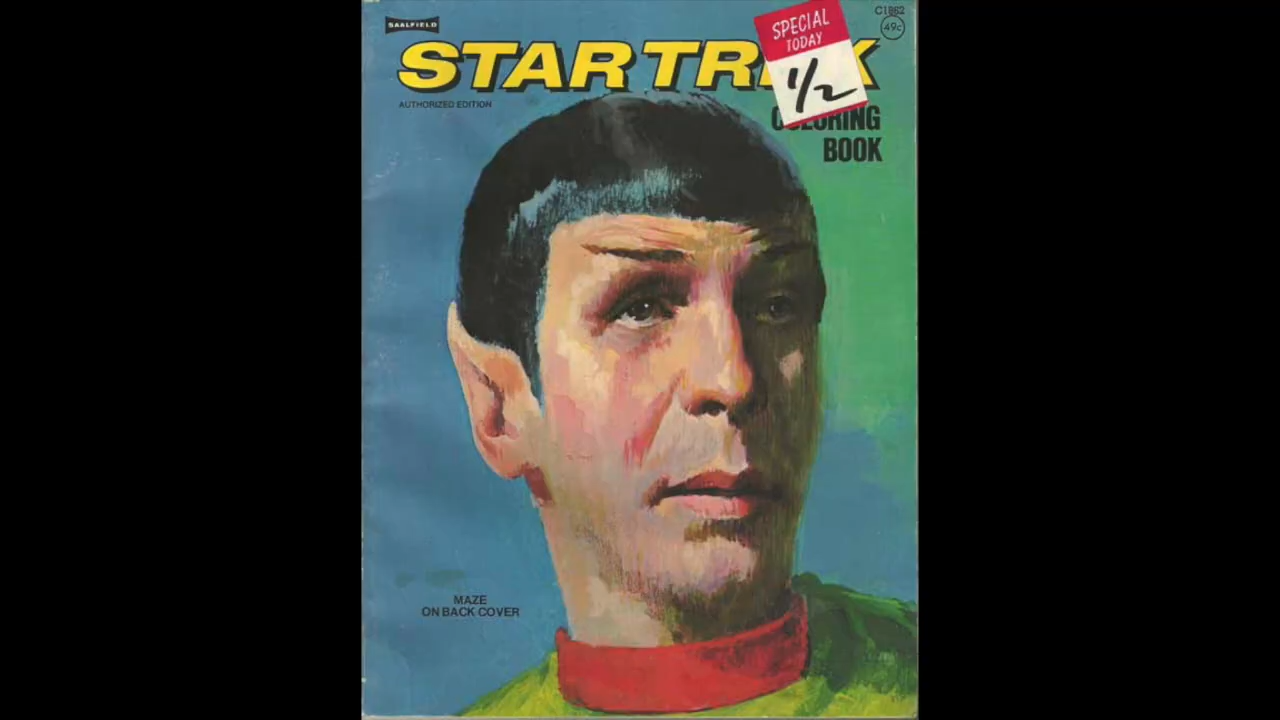 SAALFIELD
C1862
49¢
STAR TREK
SPECIAL
TODAY
1/2
AUTHORIZED EDITION
COLORING
BOOK
MAZE
ON BACK COVER